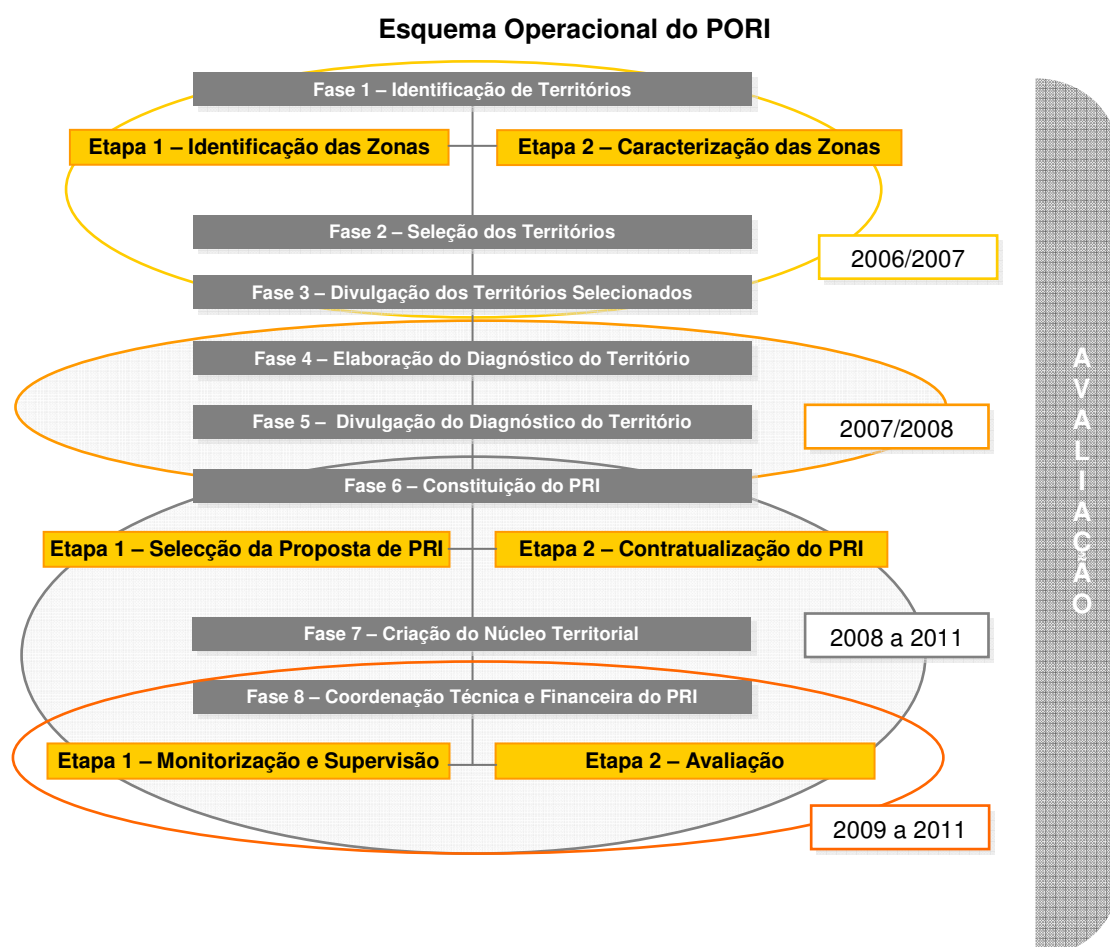 Esquema Operacional do PORI
Fase 1 – Identificação de Territórios
Etapa 1 – Identificação das Zonas
Etapa 2 – Caracterização das Zonas
Fase 2 – Seleção dos Territórios
2006/2007
Fase 3 – Divulgação dos Territórios Selecionados
Fase 4 – Elaboração do Diagnóstico do Território
Fase 5 – Divulgação do Diagnóstico do Território
2007/2008
Fase 6 – Constituição do PRI
Etapa 1 – Selecção da Proposta de PRI
Etapa 2 – Contratualização do PRI
Fase 7 – Criação do Núcleo Territorial
2008 a 2011
Fase 8 – Coordenação Técnica e Financeira do PRI
Etapa 1 – Monitorização e Supervisão
Etapa 2 – Avaliação
2009 a 2011
AVALIAÇÃO